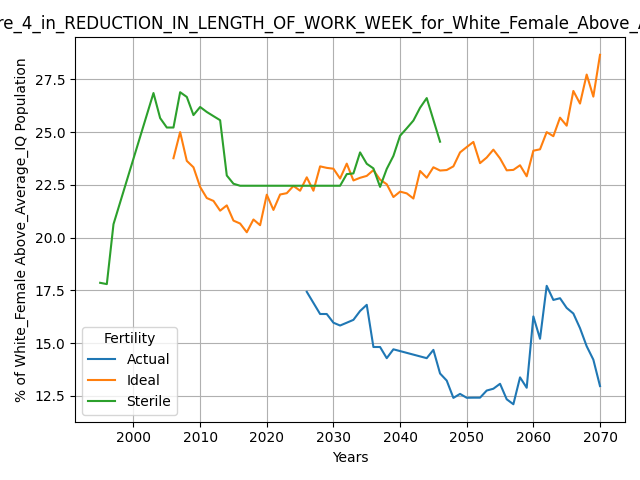 re_4_in_REDUCTION_IN_LENGTH_OF_WORK_WEEK_for_White_Female_Above_A
% of White_Female Above_Average_IQ Population
27.5
25.0
22.5
20.0
17.5
15.0
12.5
Fertility
Actual
Ideal
Sterile
2000 2010 2020 2030 2040 2050 2060 2070
Years